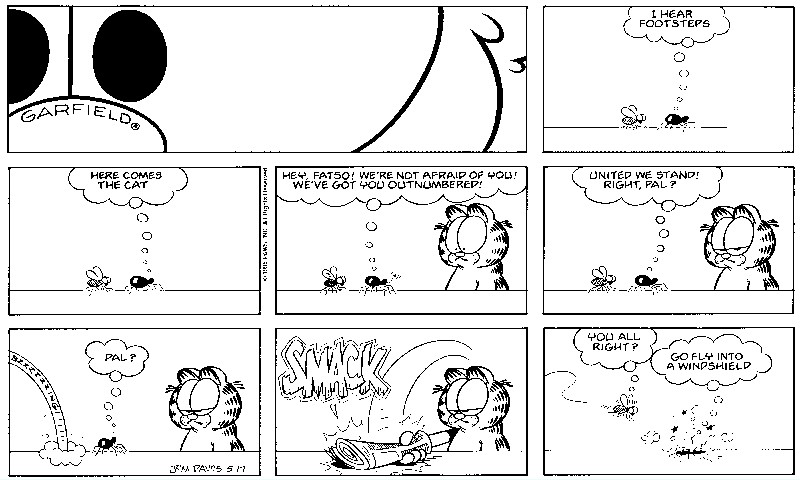 GARFIELD®
I HEAR
FOOTSTEPS
HERE COMES
THE CAT
HEY, FATSO! WE'RE NOT AFRAID OF YOU!
WE'VE GOT YOU OUTNUMBERED!
UNITED WE STAND!
RIGHT, PAL?
PAL?
JIM DAVIS 5-17
SMACK
YOU ALL
RIGHT?
GO FLY INTO
A WINDSHIELD